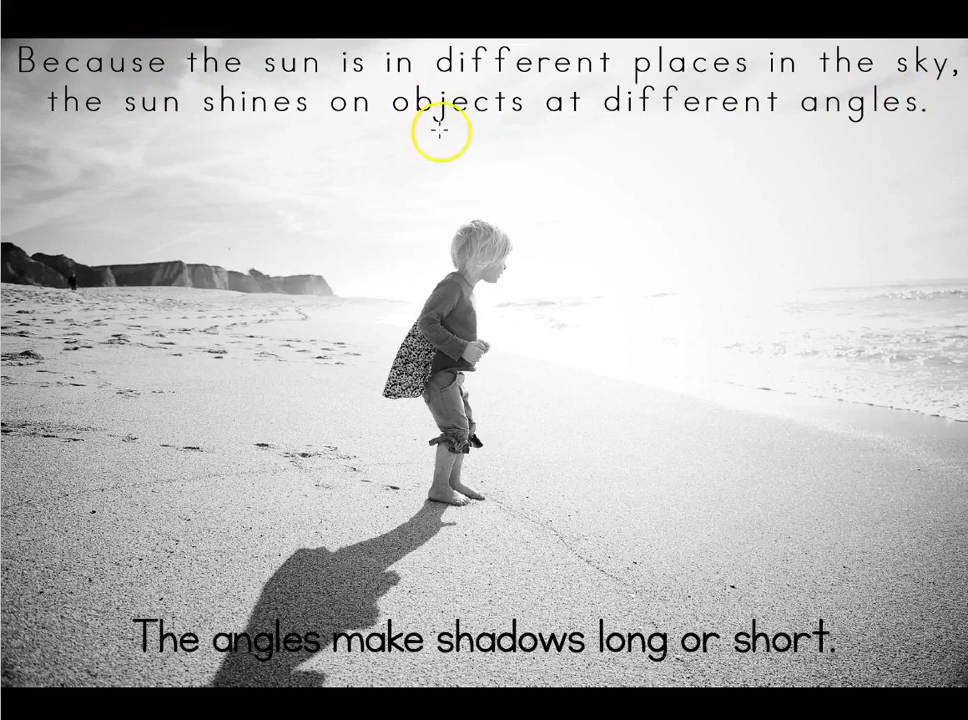 Because the sun is in different places in the sky,
the sun shines on objects at different angles.
The angles make shadows long or short.